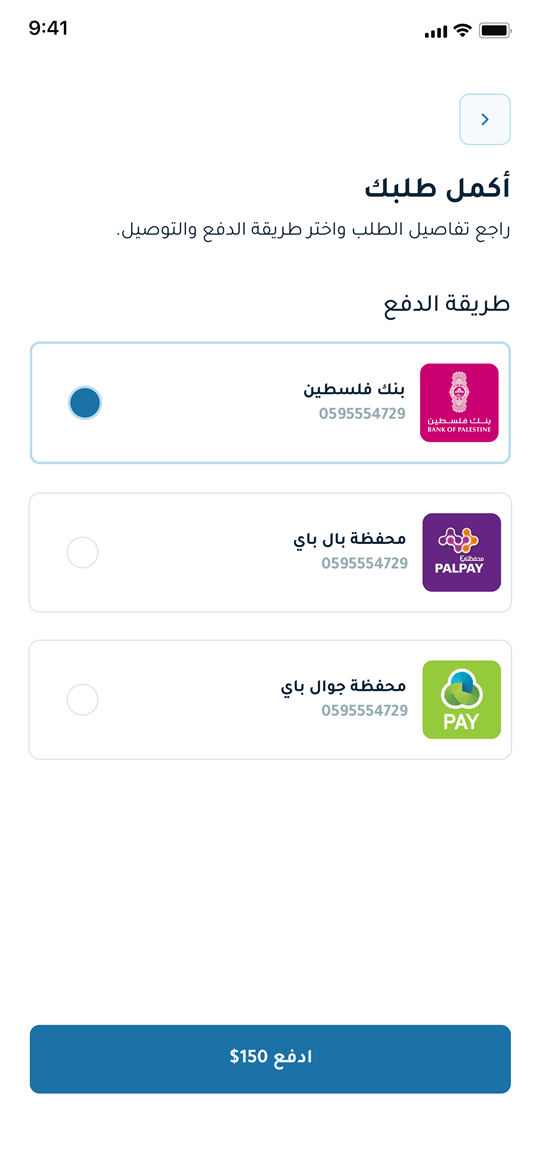 9:41
أكمل طلبك
راجع تفاصيل الطلب واختر طريقة الدفع والتوصيل.
طريقة الدفع
بنك فلسطين
0595554729
بنك فلسطين
BANK OF PALESTINE
محفظة بال باي
0595554729
محفظتي
PALPAY
محفظة جوال باي
0595554729
PAY
ادفع 150$